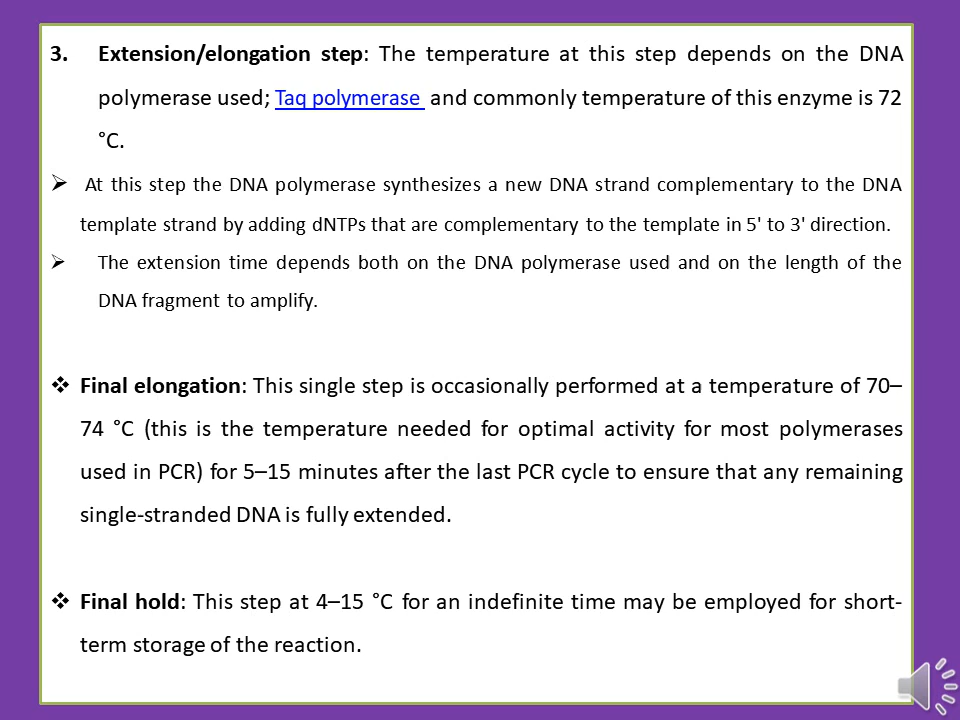 3. Extension/elongation step: The temperature at this step depends on the DNA
polymerase used; Taq polymerase and commonly temperature of this enzyme is 72
°C.
➢ At this step the DNA polymerase synthesizes a new DNA strand complementary to the DNA
template strand by adding dNTPs that are complementary to the template in 5' to 3' direction.
➢ The extension time depends both on the DNA polymerase used and on the length of the
DNA fragment to amplify.
❖ Final elongation: This single step is occasionally performed at a temperature of 70–
74 °C (this is the temperature needed for optimal activity for most polymerases
used in PCR) for 5–15 minutes after the last PCR cycle to ensure that any remaining
single-stranded DNA is fully extended.
❖ Final hold: This step at 4–15 °C for an indefinite time may be employed for short-
term storage of the reaction.